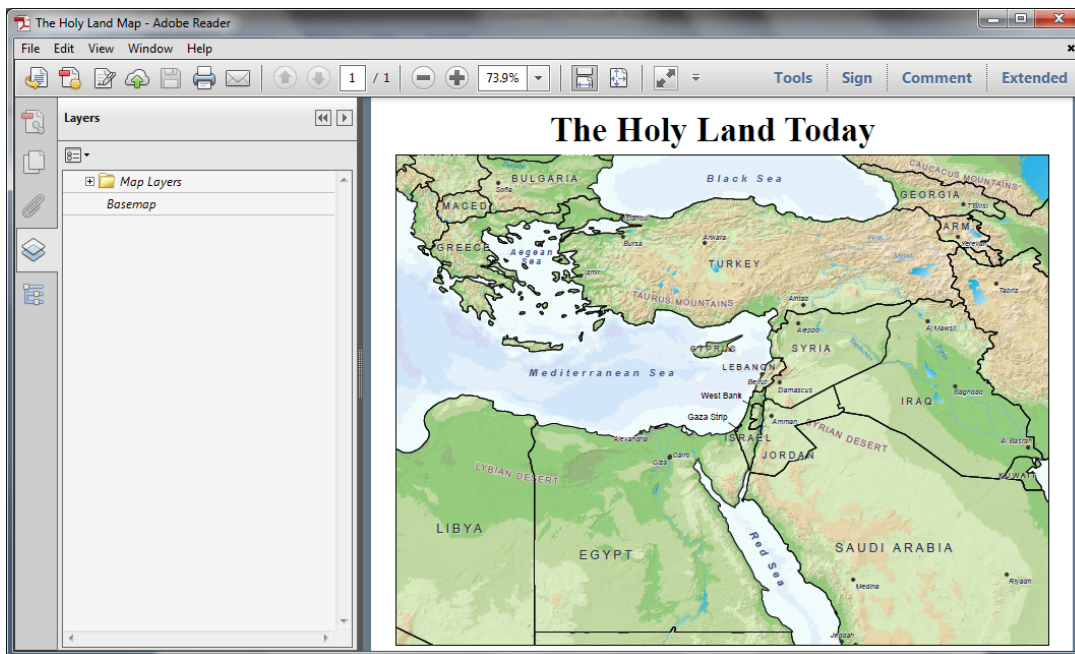 The Holy Land Map - Adobe Reader
File Edit View Window Help
1 / 1 73.9% Tools Sign Comment Extended
Layers
Map Layers
Basemap
The Holy Land Today
BULGARIA
Sofia
Black Sea
CAUCASUS MOUNTAINS
GEORGIA
T'Bilisi
MACED
ARM
Yerevan
GREECE
Aegean
Sea
Bursa
Ankara
TURKEY
Izmir
Tabriz
TAURUS MOUNTAINS
Aintab
Aleppo
Al Mawsil
CYPRUS
SYRIA
Mediterranean Sea
LEBANON
Beirut
Damascus
West Bank
Baghdad
IRAQ
Gaza Strip
Amman
SYRIAN DESERT
Alexandria
ISRAEL
Al Basrah
Cairo
Giza
JORDAN
LYBIAN DESERT
KUWAIT
LIBYA
EGYPT
Red Sea
SAUDI ARABIA
Medina
Riyadh
Jeddah